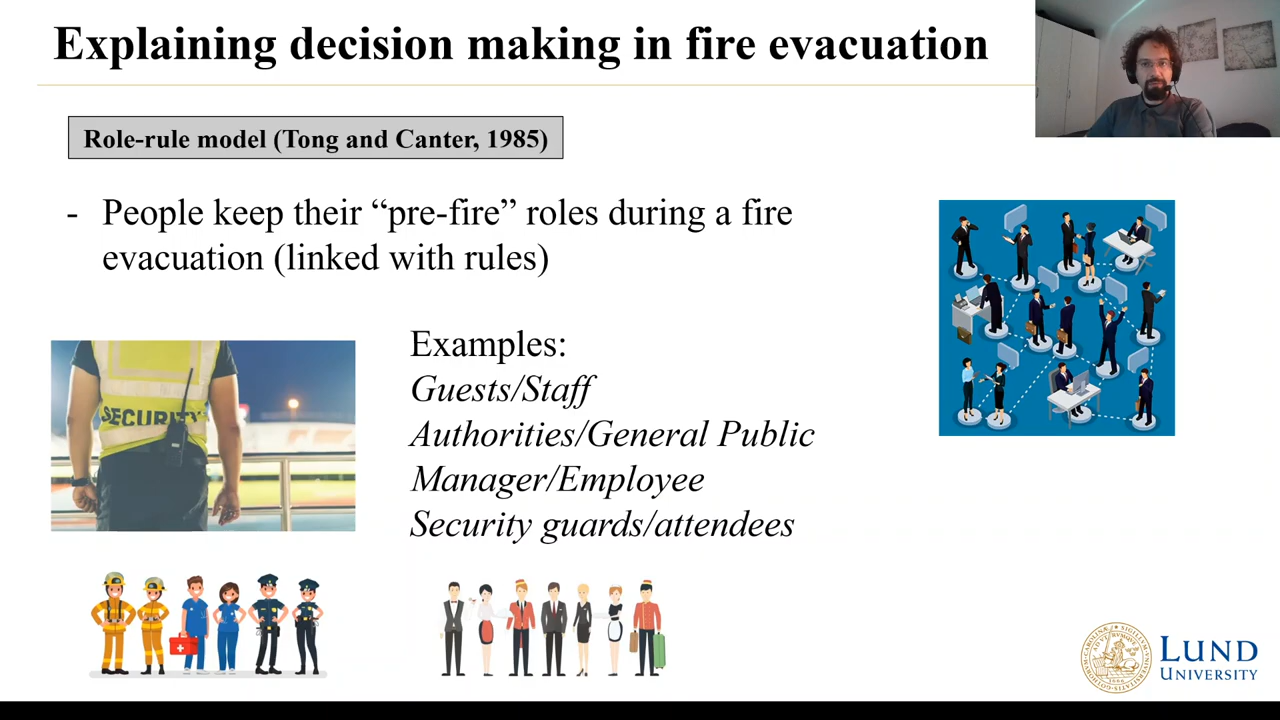 Explaining decision making in fire evacuation
Role-rule model (Tong and Canter, 1985)
- People keep their “pre-fire” roles during a fire
evacuation (linked with rules)
Examples:
Guests/Staff
Authorities/General Public
Manager/Employee
Security guards/attendees
SECURITY
LUND
UNIVERSITY